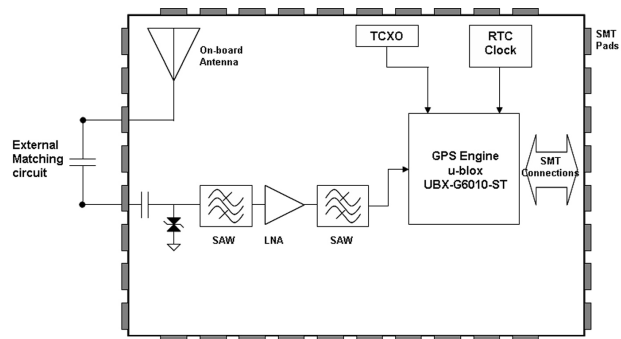 On-board
Antenna
TCXO
RTC
Clock
SMT
Pads
External
Matching
circuit
GPS Engine
u-blox
UBX-G6010-ST
SMT
Connections
SAW
LNA
SAW